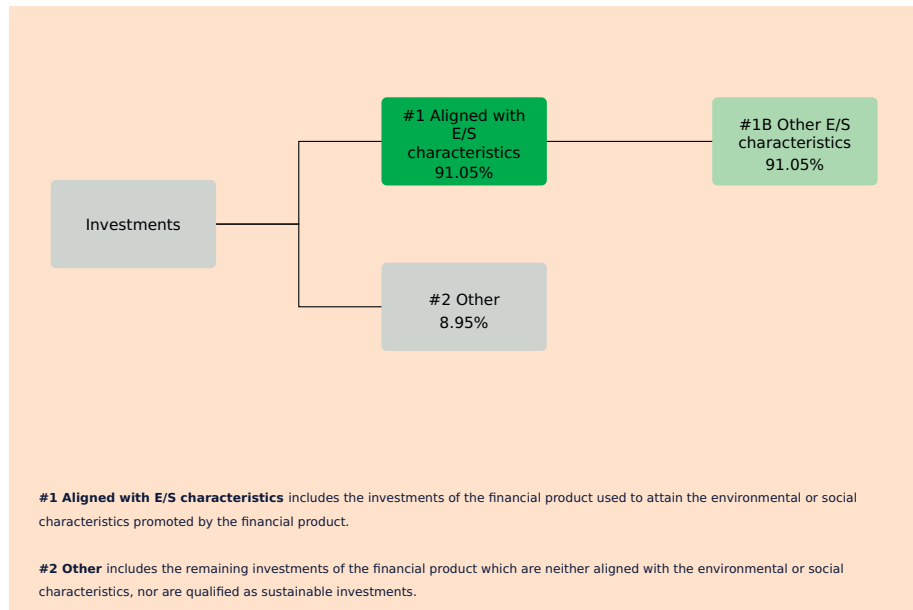 #1 Aligned with
E/S
characteristics
91.05%
#1B Other E/S
characteristics
91.05%
Investments
#2 Other
8.95%
#1 Aligned with E/S characteristics includes the investments of the financial product used to attain the environmental or social
characteristics promoted by the financial product.
#2 Other includes the remaining investments of the financial product which are neither aligned with the environmental or social
characteristics, nor are qualified as sustainable investments.